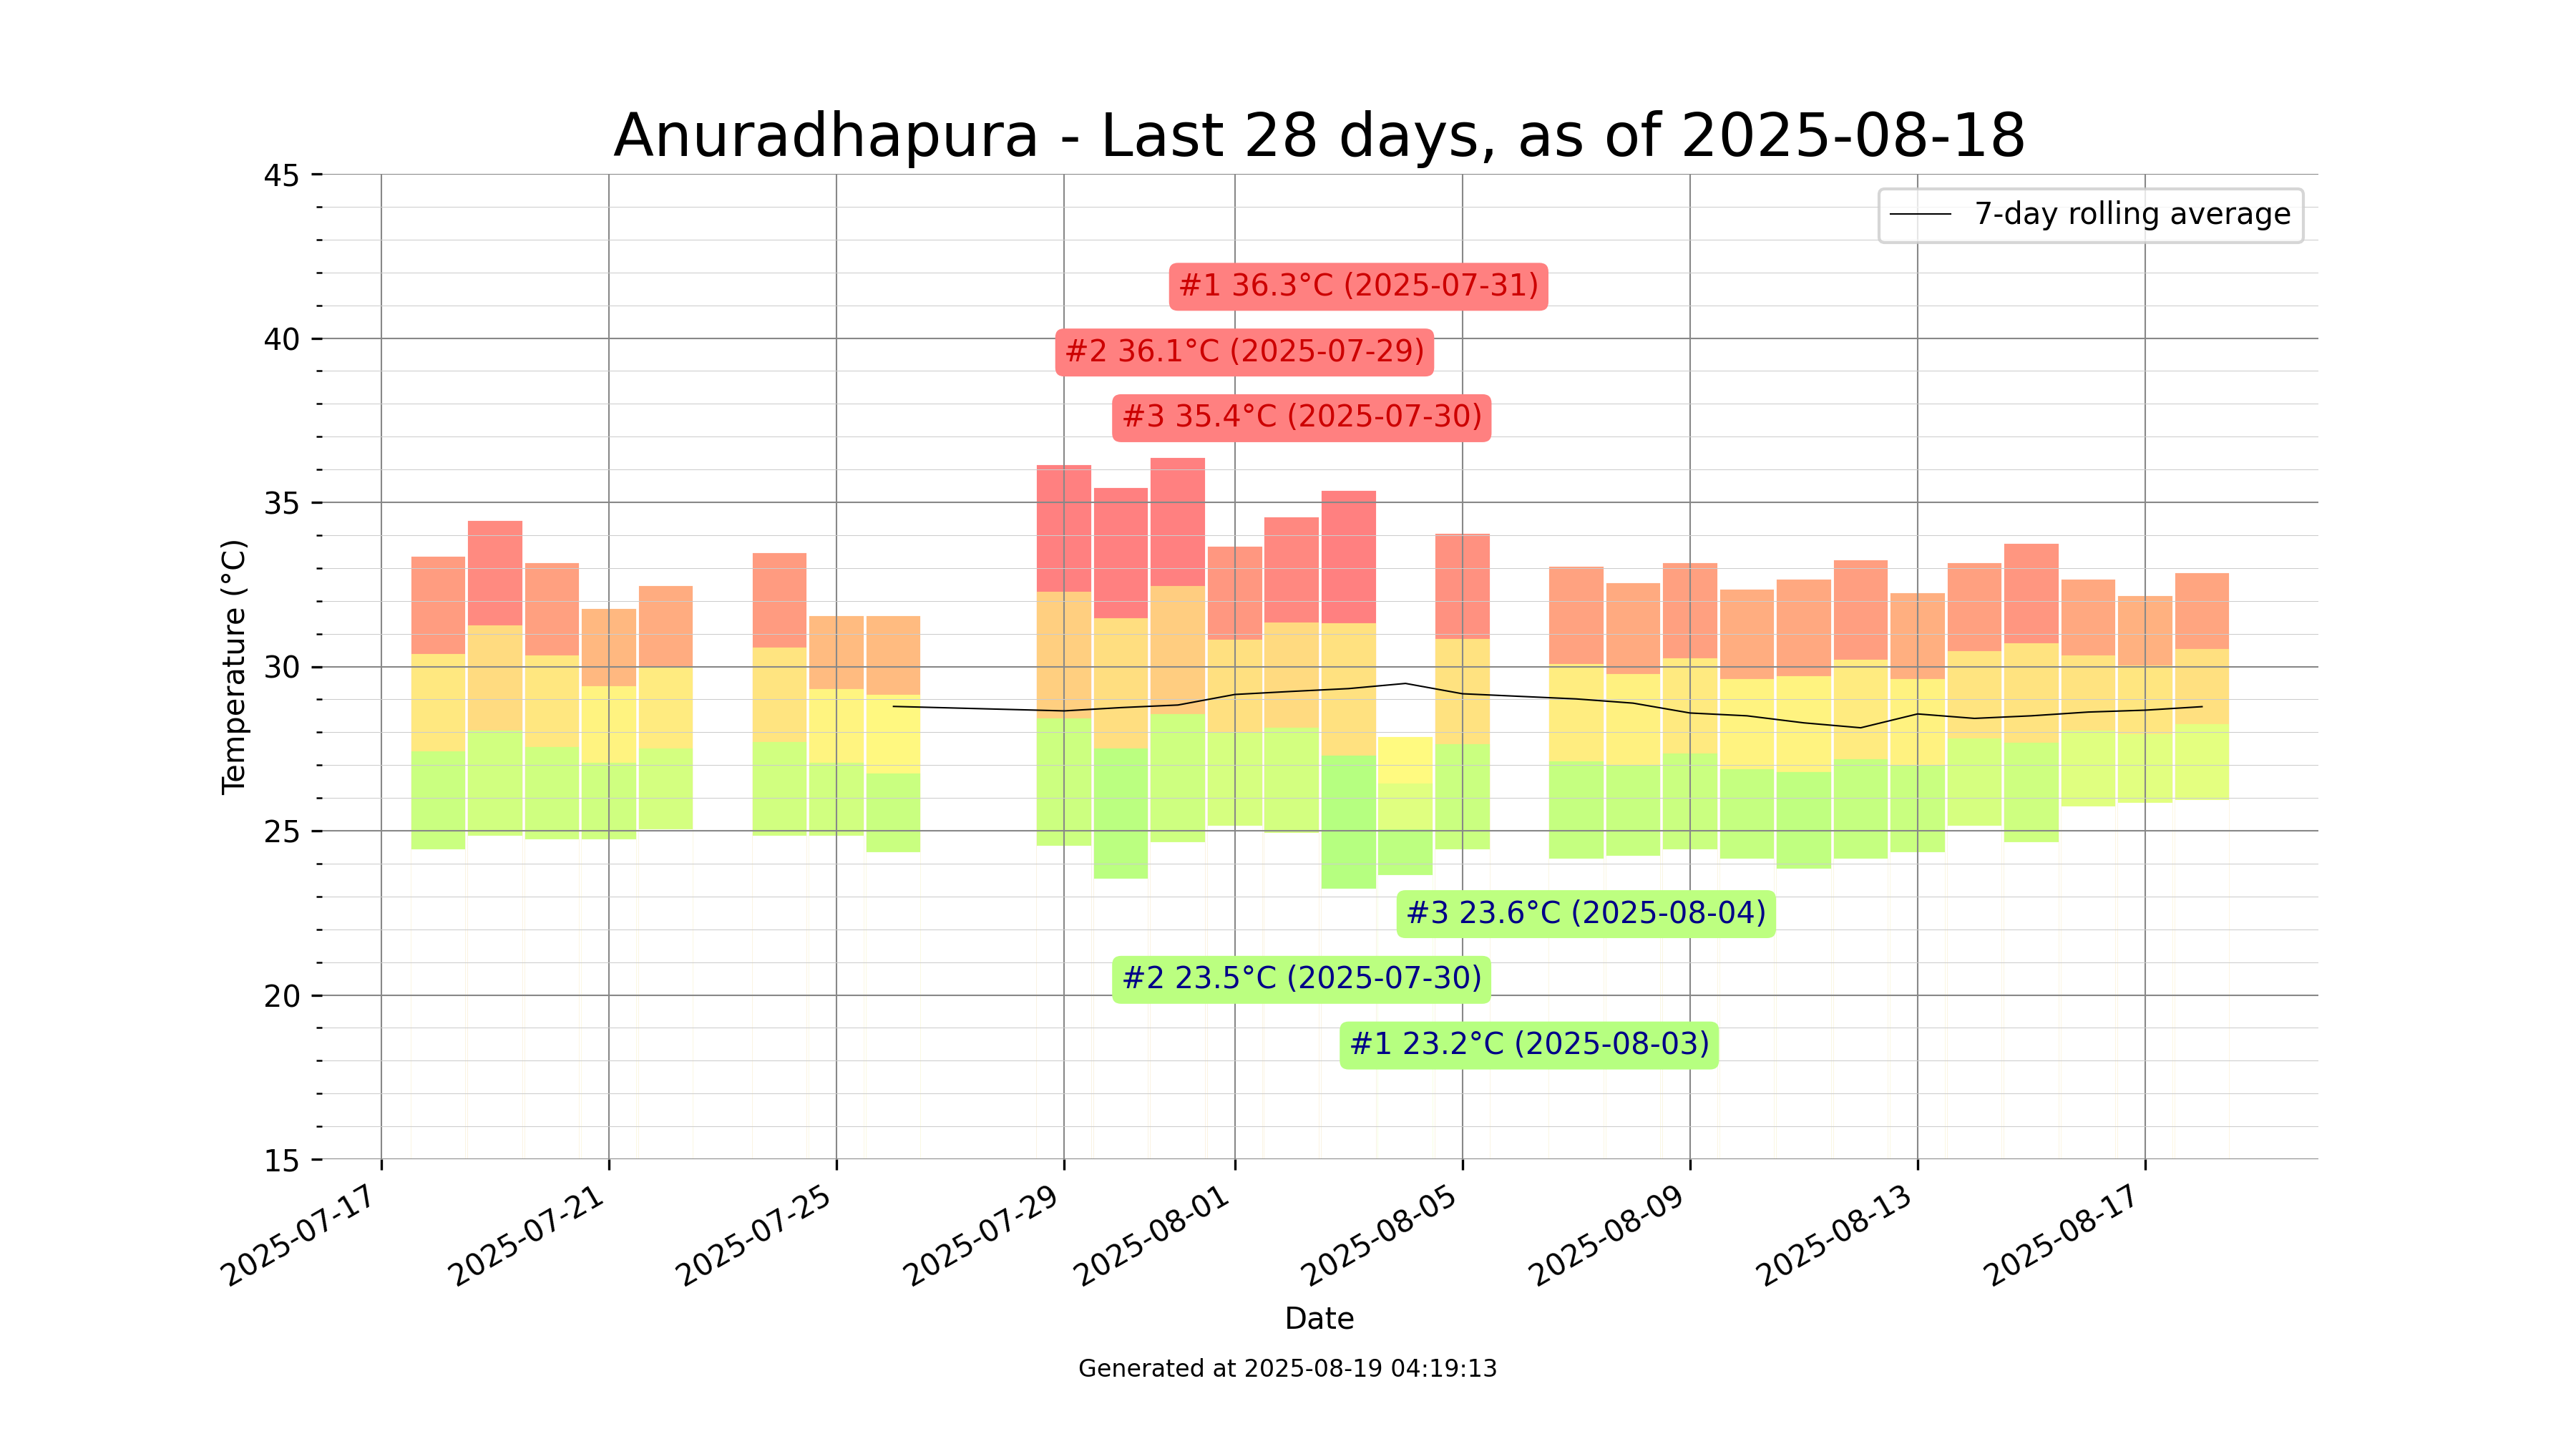 Anuradhapura - Last 28 days, as of 2025-08-18
7-day rolling average
45
40
35
30
25
20
15
Temperature (°C)
#1 36.3°C (2025-07-31)
#2 36.1°C (2025-07-29)
#3 35.4°C (2025-07-30)
#3 23.6°C (2025-08-04)
#2 23.5°C (2025-07-30)
#1 23.2°C (2025-08-03)
2025-07-17
2025-07-21
2025-07-25
2025-07-29
2025-08-01
2025-08-05
2025-08-09
2025-08-13
2025-08-17
Date
Generated at 2025-08-19 04:19:13